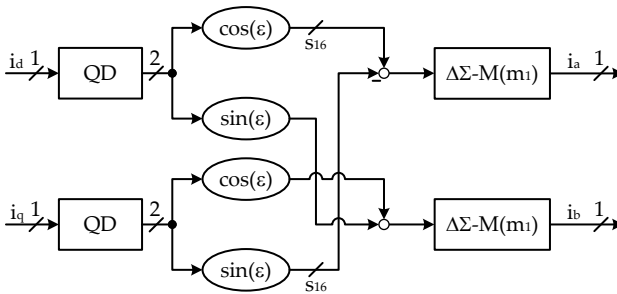 cos(ε)
s16
i_d 1
QD
2
ΔΣ-M(m₁)
i_a 1
-
sin(ε)
cos(ε)
i_q 1
QD
2
ΔΣ-M(m₁)
i_b 1
sin(ε)
s16